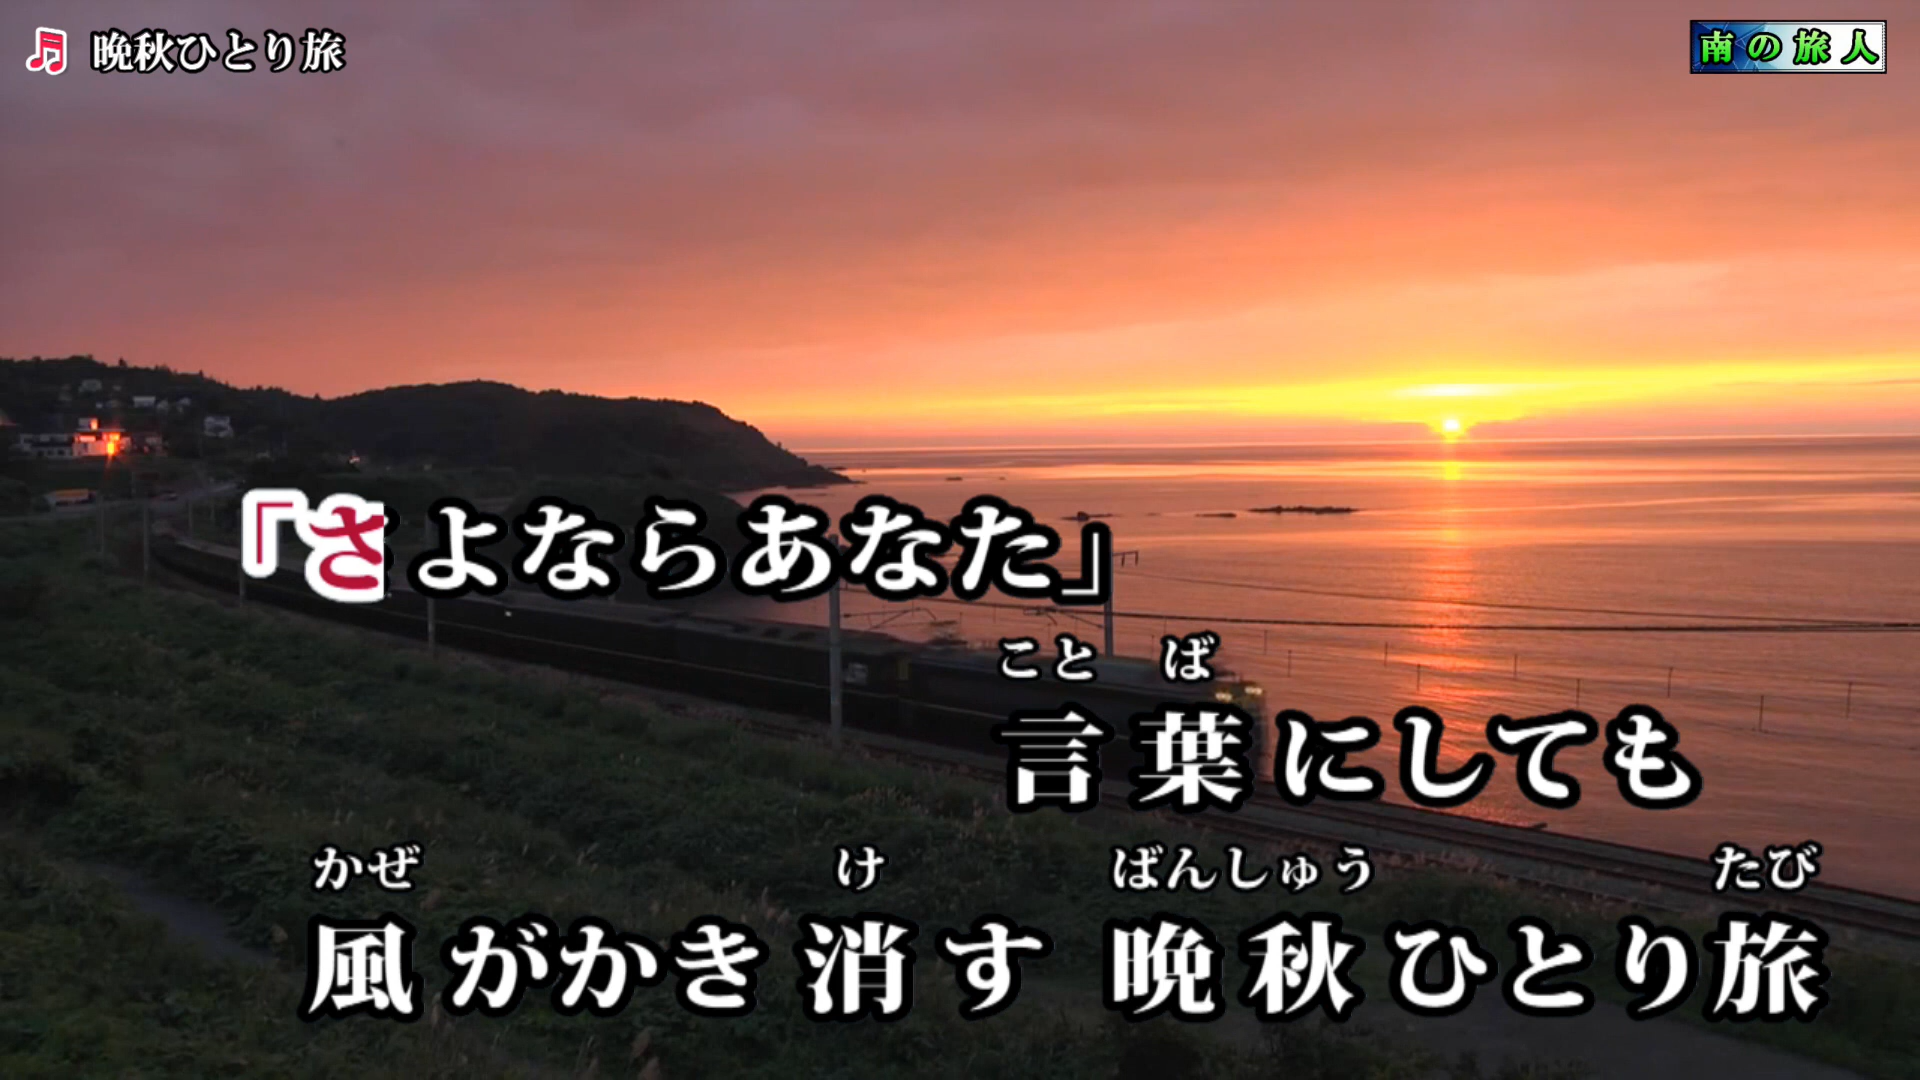 晩秋ひとり旅
南の旅人
『さよならあなた』
ことば
言葉にしても
かぜ け ばんしゅう たび
風がかき消す 晩秋ひとり旅